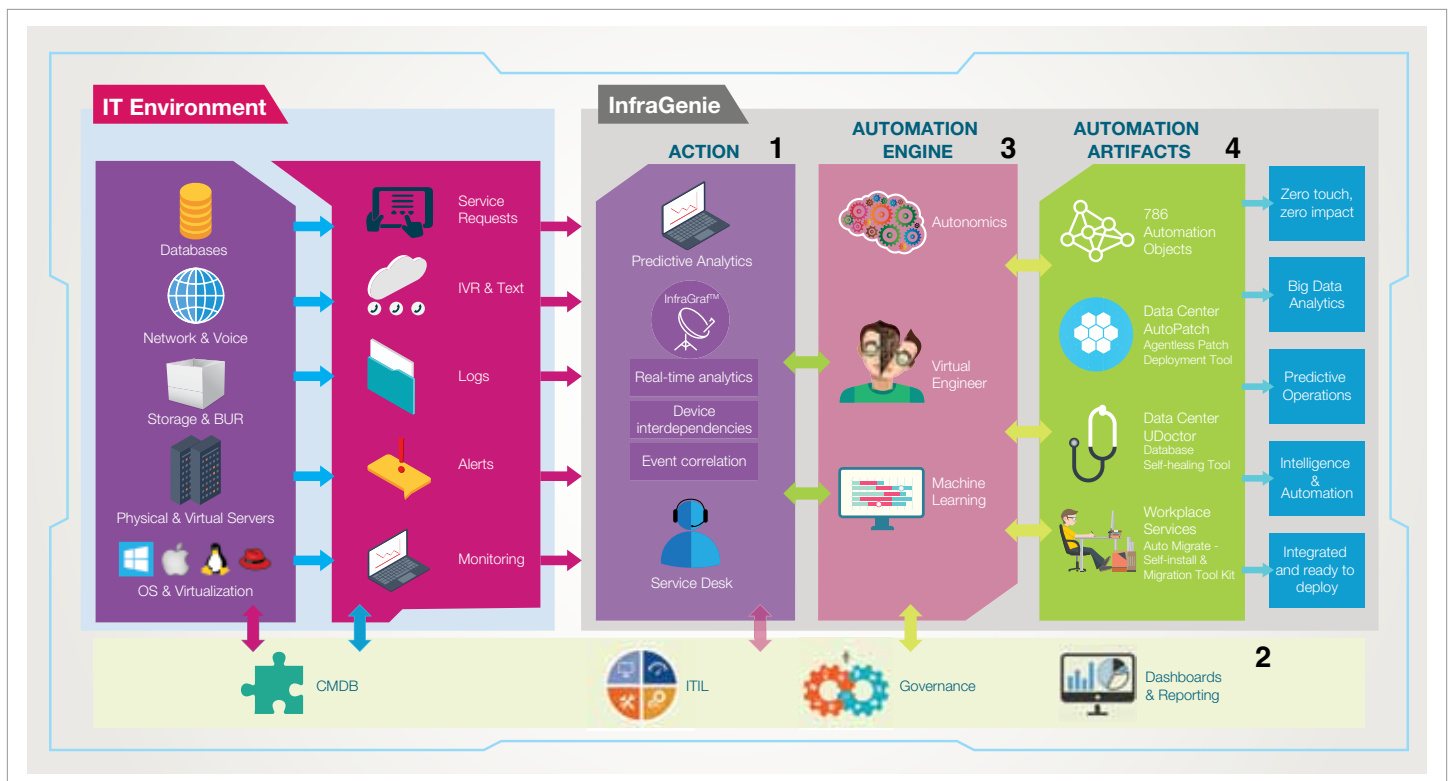 IT Environment
Databases
Network & Voice
Storage & BUR
Physical & Virtual Servers
OS & Virtualization
Service
Requests
IVR & Text
Logs
Alerts
Monitoring
InfraGenie
ACTION 1
Predictive Analytics
InfraGraf™
Real-time analytics
Device
interdependencies
Event correlation
Service Desk
AUTOMATION
ENGINE 3
Autonomics
Virtual
Engineer
Machine
Learning
AUTOMATION
ARTIFACTS 4
786
Automation
Objects
Data Center
AutoPatch
Agentless Patch
Deployment Tool
Data Center
UDoctor
Database
Self-healing Tool
Workplace
Services
Auto Migrate -
Self-install &
Migration Tool Kit
Zero touch,
zero impact
Big Data
Analytics
Predictive
Operations
Intelligence
&
Automation
Integrated
and ready to
deploy
2
CMDB
ITIL
Governance
Dashboards
& Reporting